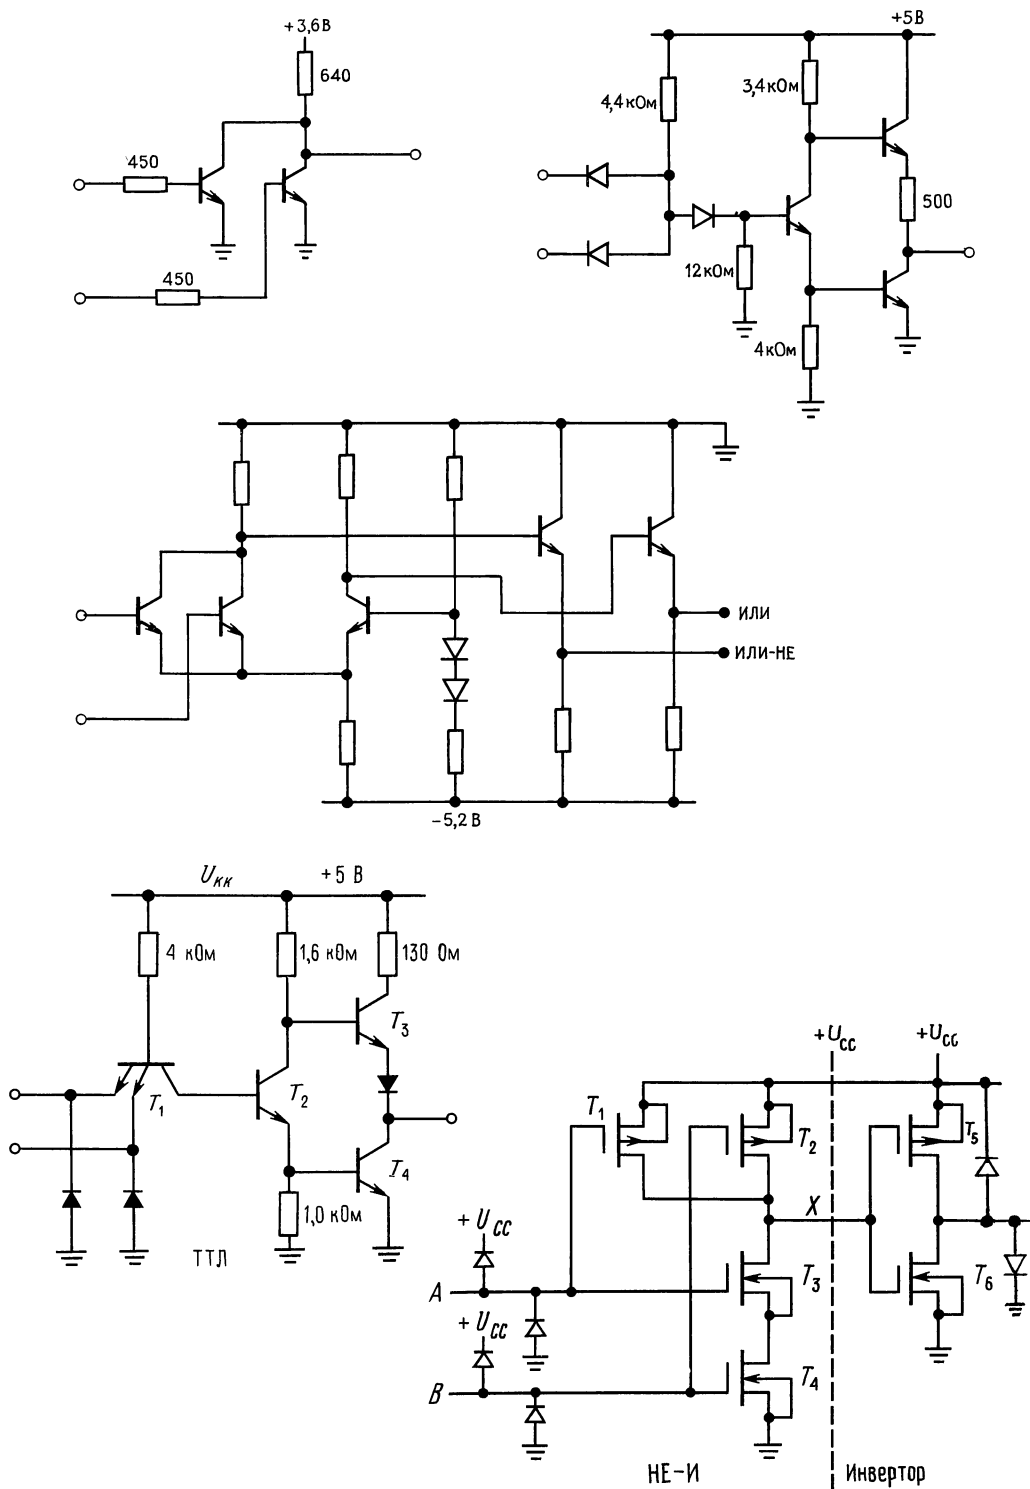 +3,6В
640
450
450
+5В
4,4кОм
3,4кОм
500
12кОм
4кОм
ИЛИ
ИЛИ-НЕ
−5,2 В
Uкк
+5 В
4 кОм
1,6 кОм
130 Ом
T3
T1
T2
T4
1,0 кОм
ТТЛ
+Ucc
+Ucc
T1
T2
T5
X
+ Ucc
A
T3
T6
+ Ucc
B
T4
НЕ-И
Инвертор